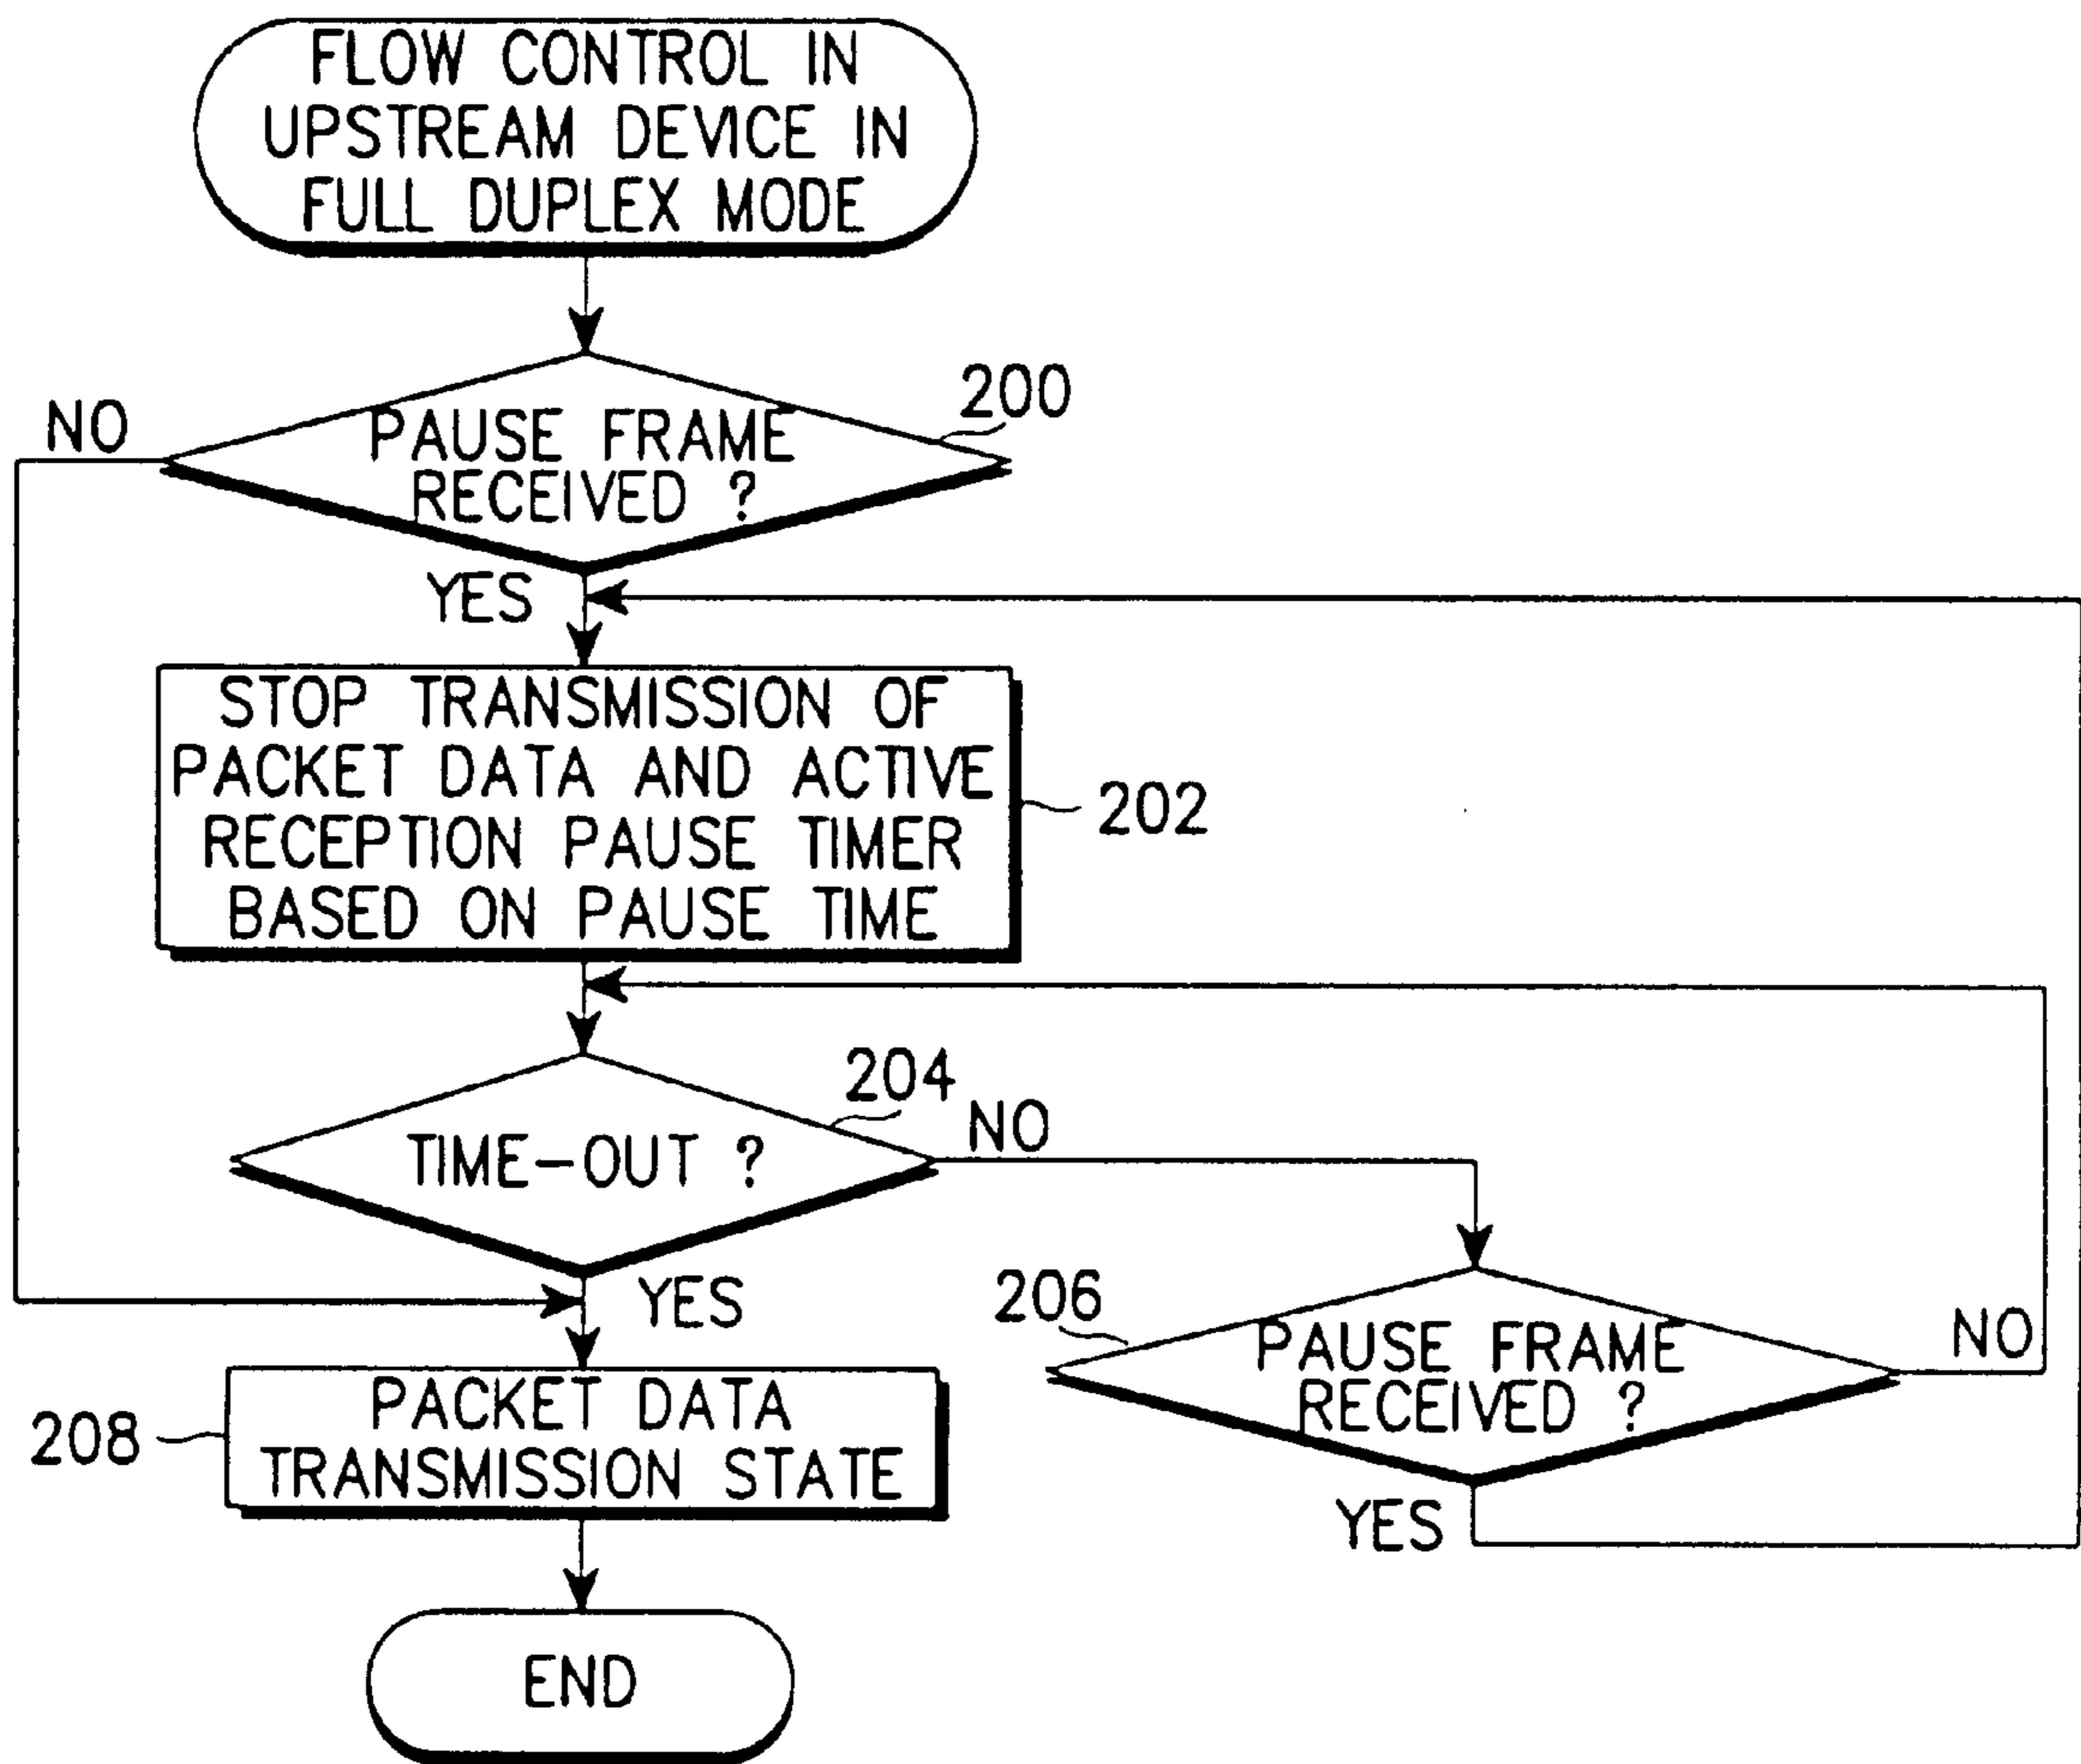 FLOW CONTROL IN
UPSTREAM DEVICE IN
FULL DUPLEX MODE
200
NO
PAUSE FRAME
RECEIVED ?
YES
STOP TRANSMISSION OF
PACKET DATA AND ACTIVE
RECEPTION PAUSE TIMER
BASED ON PAUSE TIME
202
204
NO
TIME-OUT ?
YES
206
PAUSE FRAME
RECEIVED ?
NO
YES
208
PACKET DATA
TRANSMISSION STATE
END